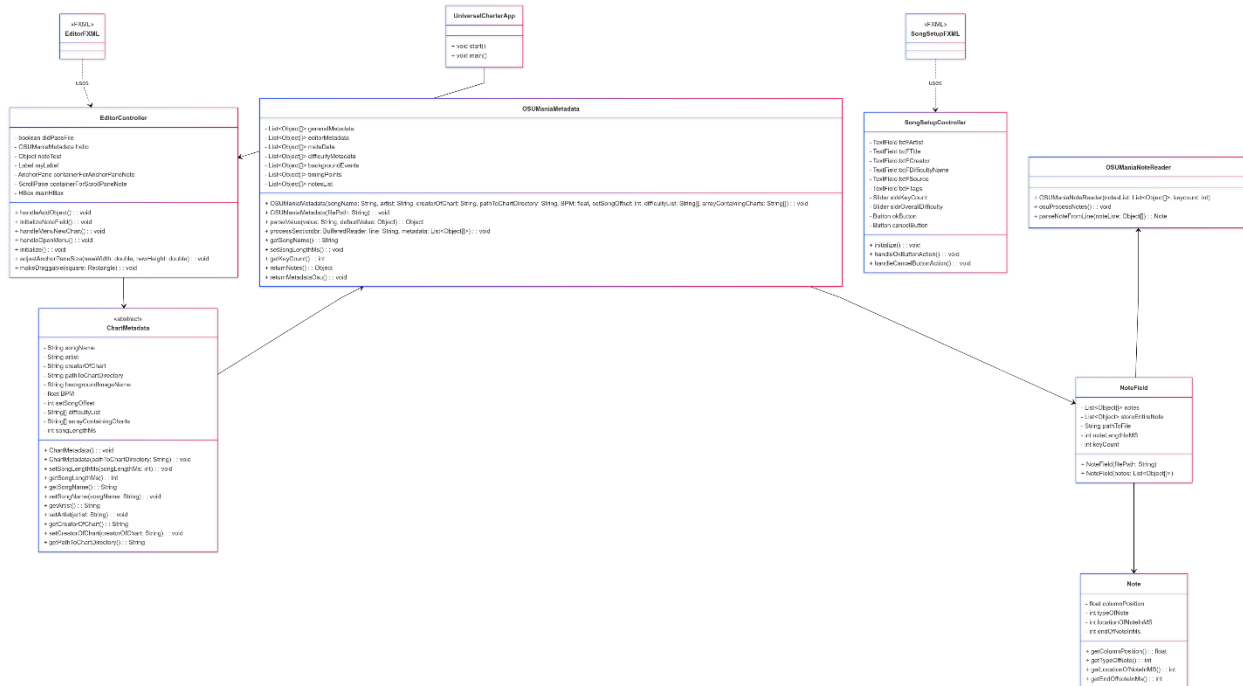 «FXML»
EditorFXML
uses
UniversalCharterApp
+ void start()
+ void main()
«FXML»
SongSetupFXML
uses
EditorController
- boolean didPassFile
- OSUManiaMetadata hello
- Object noteTest
- Label myLabel
- AnchorPane containerForAnchorPaneNote
- ScrollPane containerForScrollPaneNote
- HBox mainHBox
+ handleAddObject() : : void
+ initializeNoteField() : : void
+ handleMenuNewChart() : : void
+ handleOpenMenu() : : void
+ initialize() : : void
+ adjustAnchorPaneSize(newWidth: double, newHeight: double) : : void
+ makeDraggable(square: Rectangle) : : void
OSUManiaMetadata
- List<Object[]> generalMetadata
- List<Object[]> editorMetadata
- List<Object[]> metaData
- List<Object[]> difficultyMetadata
- List<Object[]> backgroundEvents
- List<Object[]> timingPoints
- List<Object[]> notesList
+ OSUManiaMetadata(songName: String, artist: String, creatorOfChart: String, pathToChartDirectory: String, BPM: float, setSongOffset: int, difficultyList: String[], arrayContainingCharts: String[]) : : void
+ OSUManiaMetadata(filePath: String) : : void
+ parseValue(value: String, defaultValue: Object) : : Object
+ processSection(br: BufferedReader, line: String, metadata: List<Object[]>) : : void
+ getSongName() : : String
+ setSongLengthMs() : : void
+ getKeyCount() : : int
+ returnNotes() : : Object
+ returnMetadataOsu() : : void
SongSetupController
- TextField txtFArtist
- TextField txtFTitle
- TextField txtFCreator
- TextField txtFDifficultyName
- TextField txtFSource
- TextField txtFTags
- Slider sldrKeyCount
- Slider sldrOverallDifficulty
- Button okButton
- Button cancelButton
+ initialize() : : void
+ handleOkButtonAction() : : void
+ handleCancelButtonAction() : : void
OSUManiaNoteReader
+ OSUManiaNoteReader(notesList: List<Object[]>, keycount: int)
+ osuProcessNotes() : : void
+ parseNoteFromLine(noteLine: Object[]) : : Note
«abstract»
ChartMetadata
- String songName
- String artist
- String creatorOfChart
- String pathToChartDirectory
- String backgroundImageName
- float BPM
- int setSongOffset
- String[] difficultyList
- String[] arrayContainingCharts
- int songLengthMs
+ ChartMetadata() : : void
+ ChartMetadata(pathToChartDirectory: String) : : void
+ setSongLengthMs(songLengthMs: int) : : void
+ getSongLengthMs() : : int
+ getSongName() : : String
+ setSongName(songName: String) : : void
+ getArtist() : : String
+ setArtist(artist: String) : : void
+ getCreatorOfChart() : : String
+ setCreatorOfChart(creatorOfChart: String) : : void
+ getPathToChartDirectory() : : String
NoteField
- List<Object[]> notes
- List<Object> storeEntireNote
- String pathToFile
- int noteLengthInMS
- int keyCount
+ NoteField(filePath: String)
+ NoteField(notes: List<Object[]>)
Note
- float columnPosition
- int typeOfNote
- int locationOfNoteInMS
- int endOfNoteInMs
+ getColumnPosition() : : float
+ getTypeOfNote() : : int
+ getLocationOfNoteInMS() : : int
+ getEndOfNoteInMs() : : int